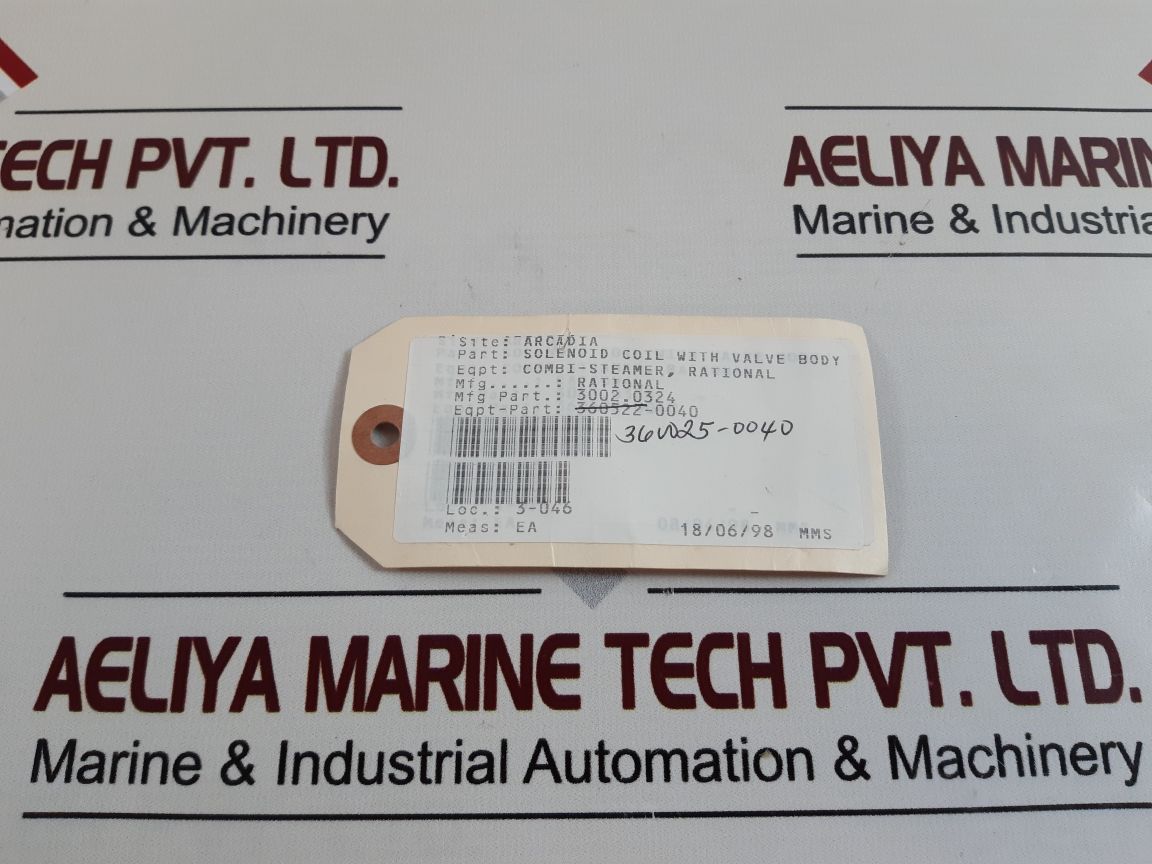 TECH PVT. LTD.
mation & Machinery
AELIYA MARIN
Marine & Industria
Site: ARCADIA
Part: SOLENOID COIL WITH VALVE BODY
Eqpt: COMBI-STEAMER, RATIONAL
Mfg......: RATIONAL
Mfg Part.: 3002.0324
Eqpt-Part: 360522-0040
360025-0040
Loc.: 3-046
Meas: EA 18/06/98 MMS
AELIYA MARINE TECH PVT. LTD.
Marine & Industrial Automation & Machinery